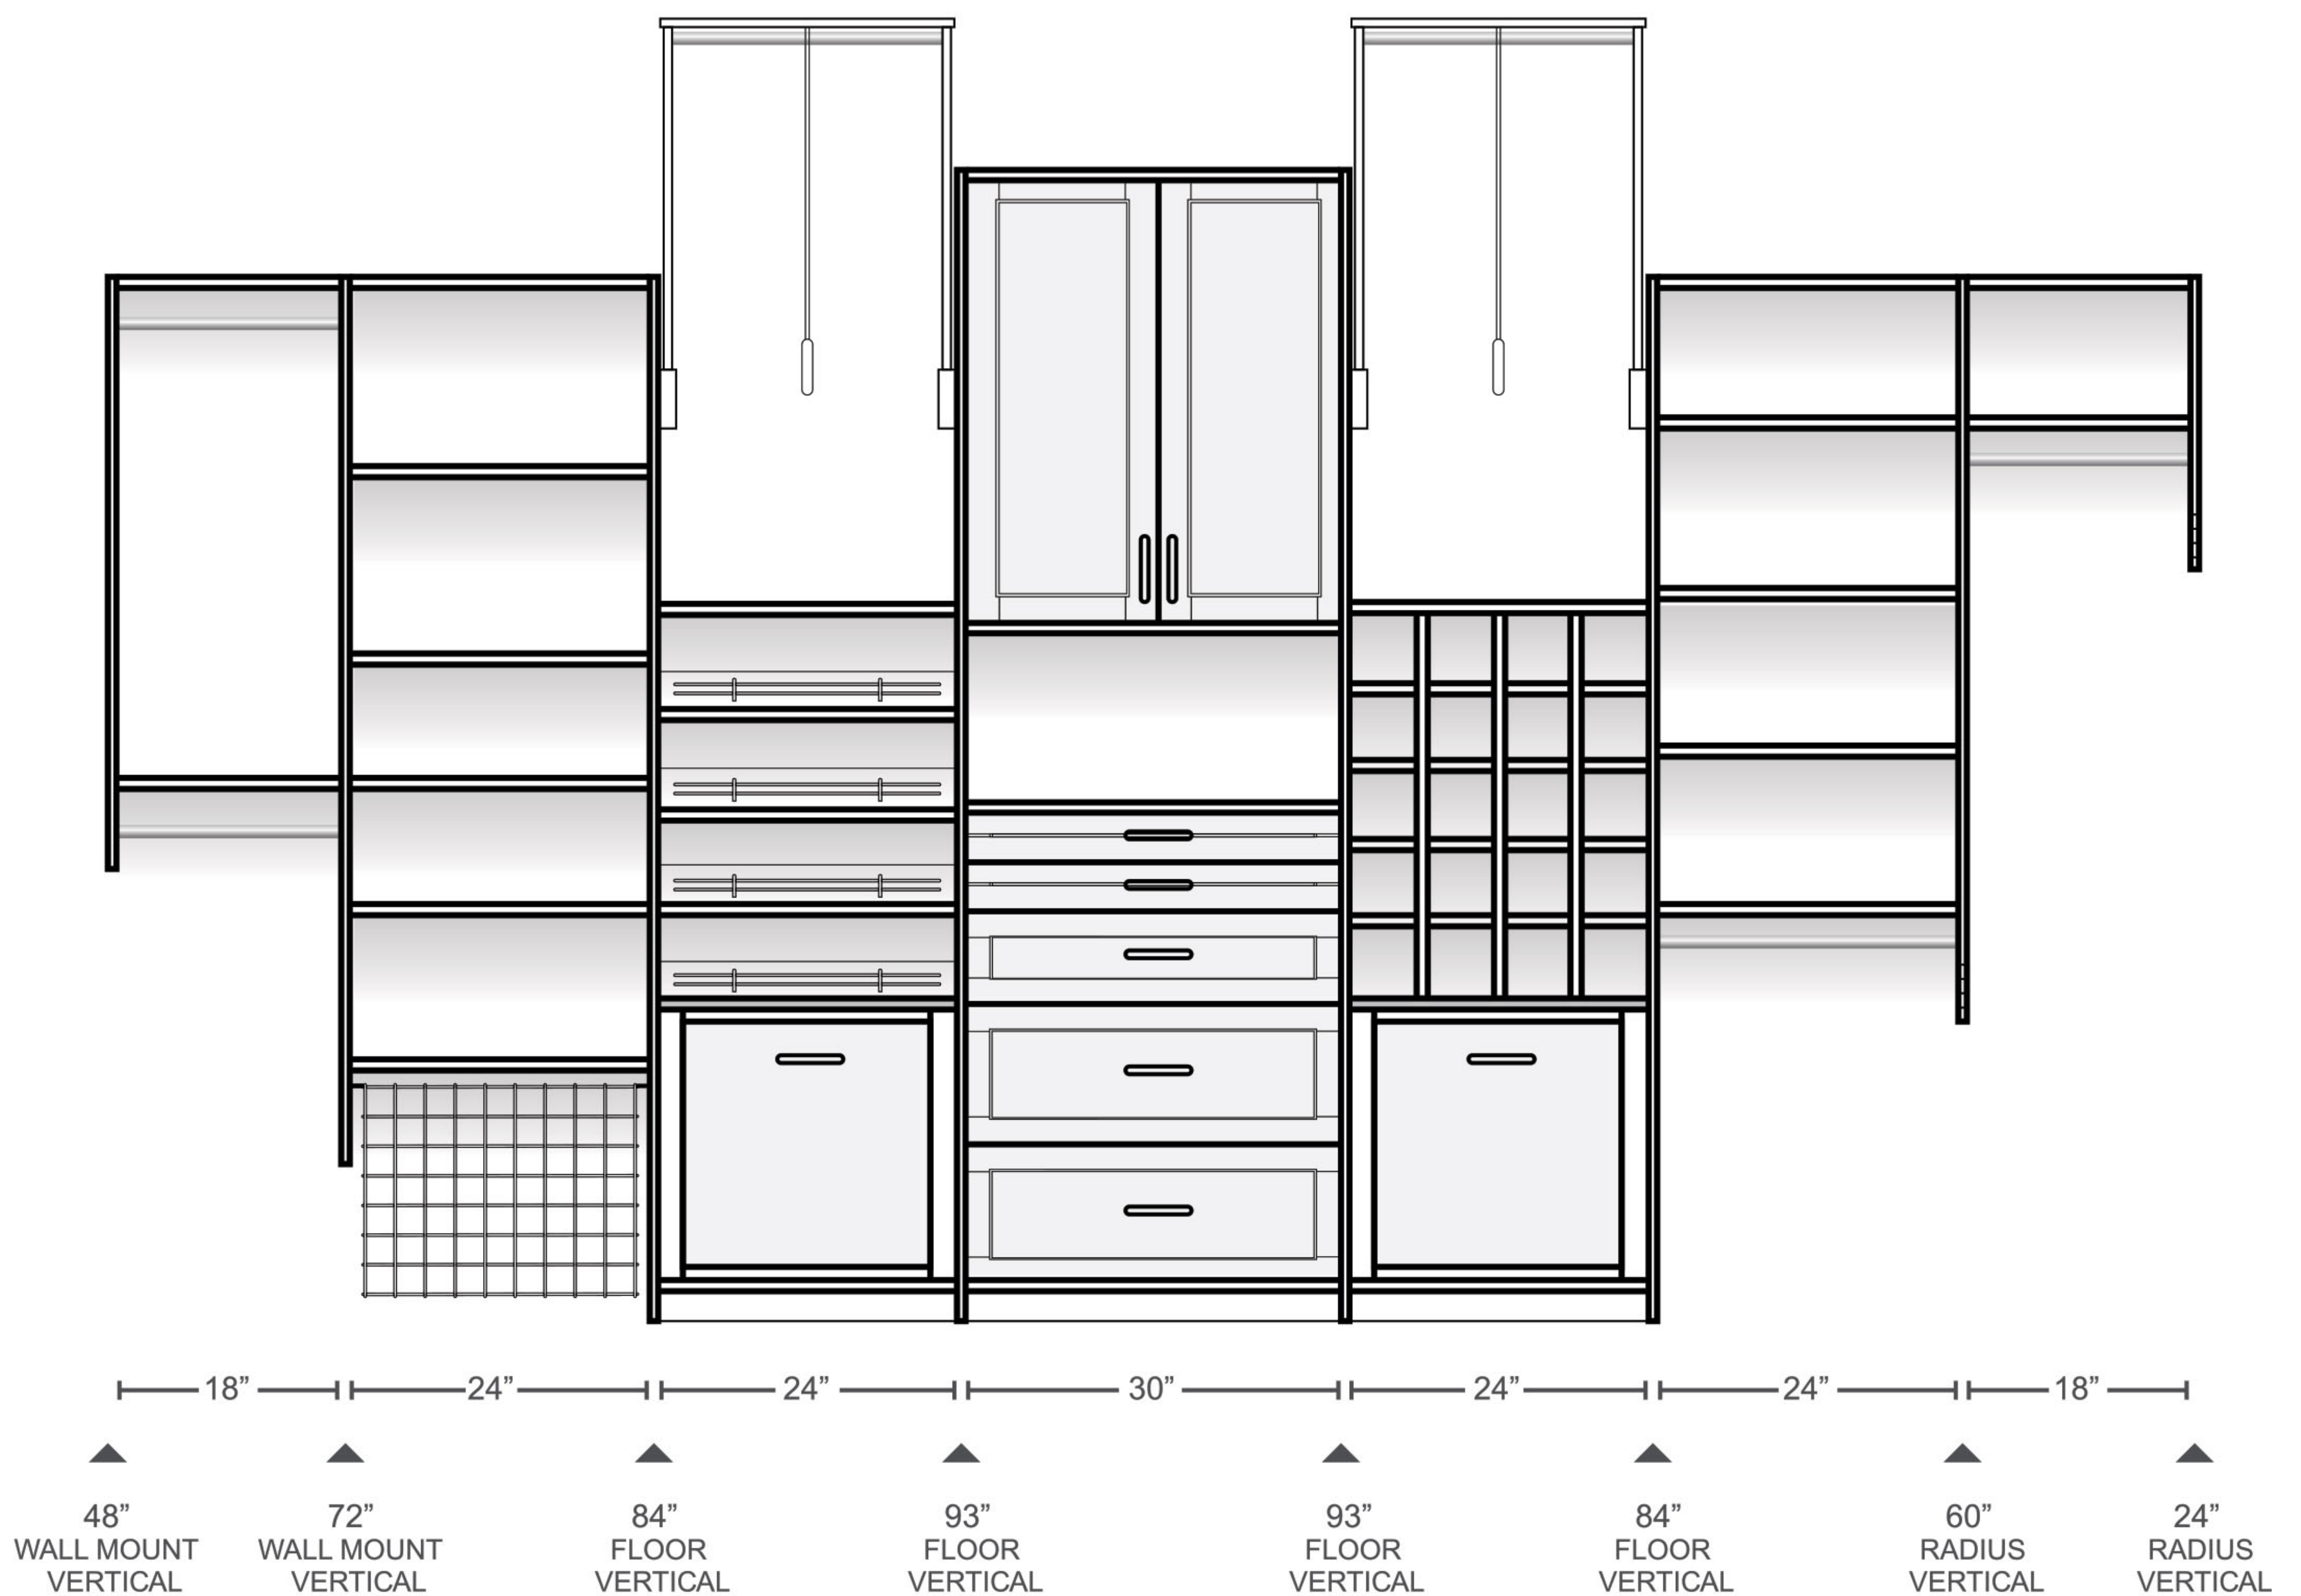 18” 24” 24” 30” 24” 24” 18”
48” 72” 84” 93” 93” 84” 60” 24”
WALL MOUNT WALL MOUNT FLOOR FLOOR FLOOR FLOOR RADIUS RADIUS
VERTICAL VERTICAL VERTICAL VERTICAL VERTICAL VERTICAL VERTICAL VERTICAL